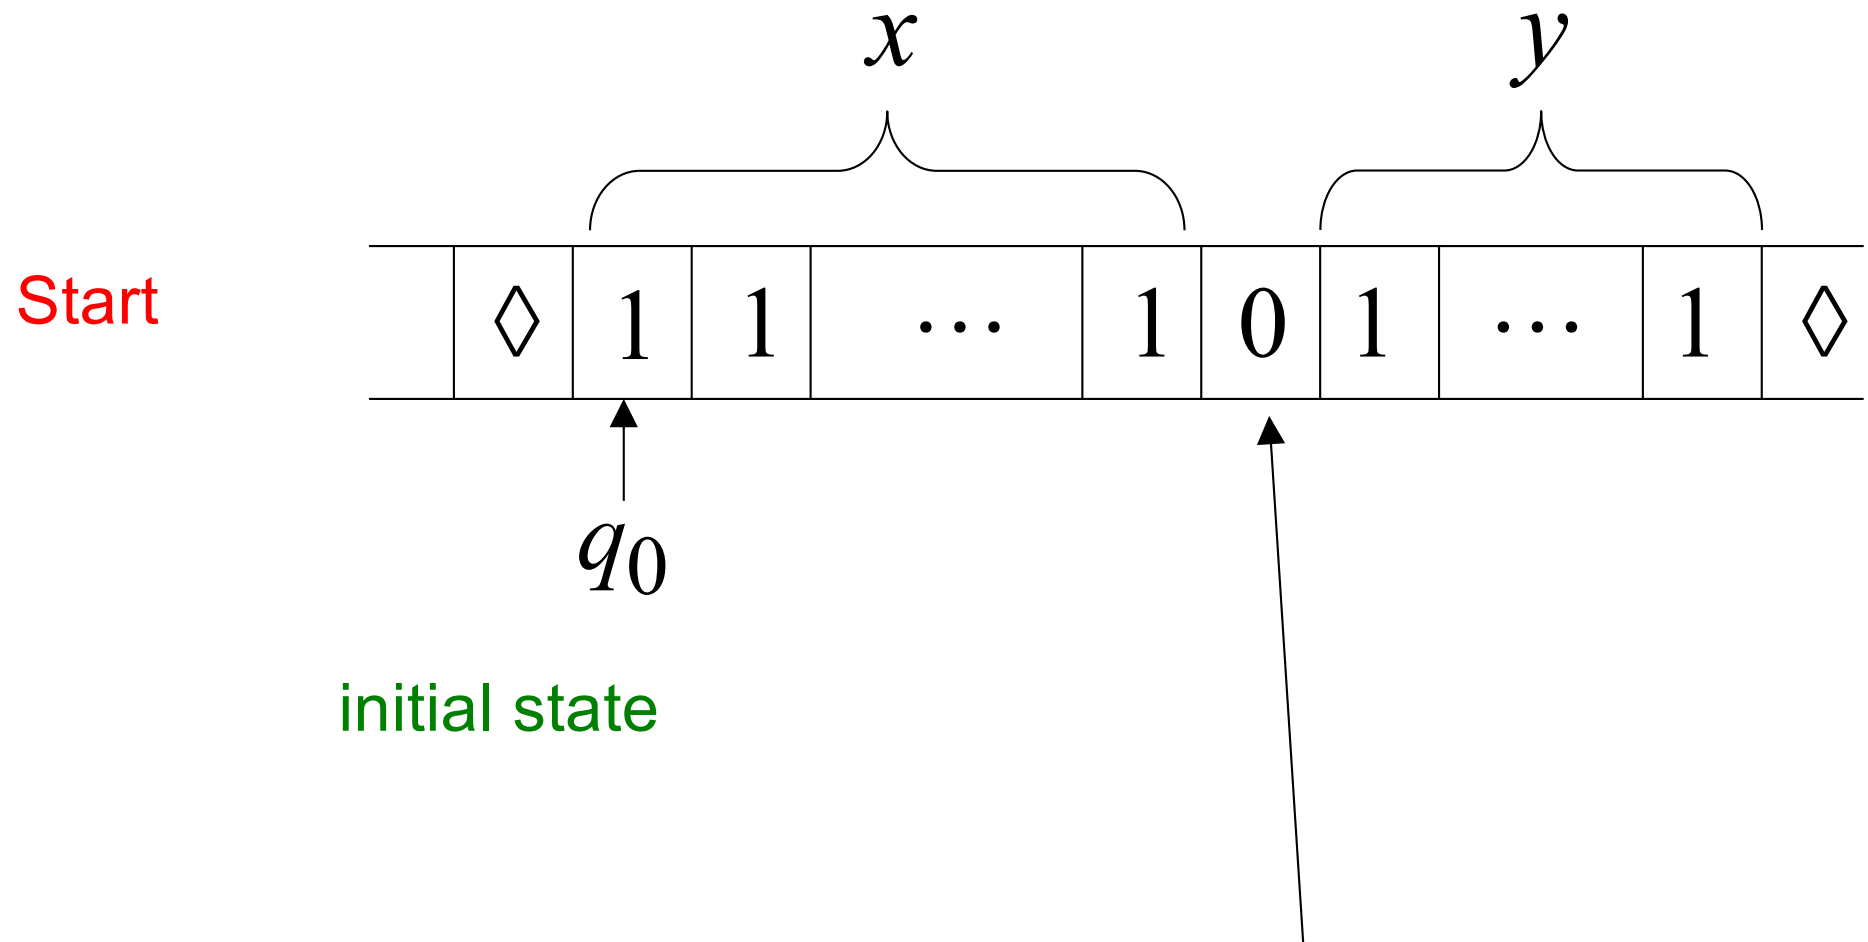 x y
Start ◊ 1 1 ⋯ 1 0 1 ⋯ 1 ◊
q₀
initial state